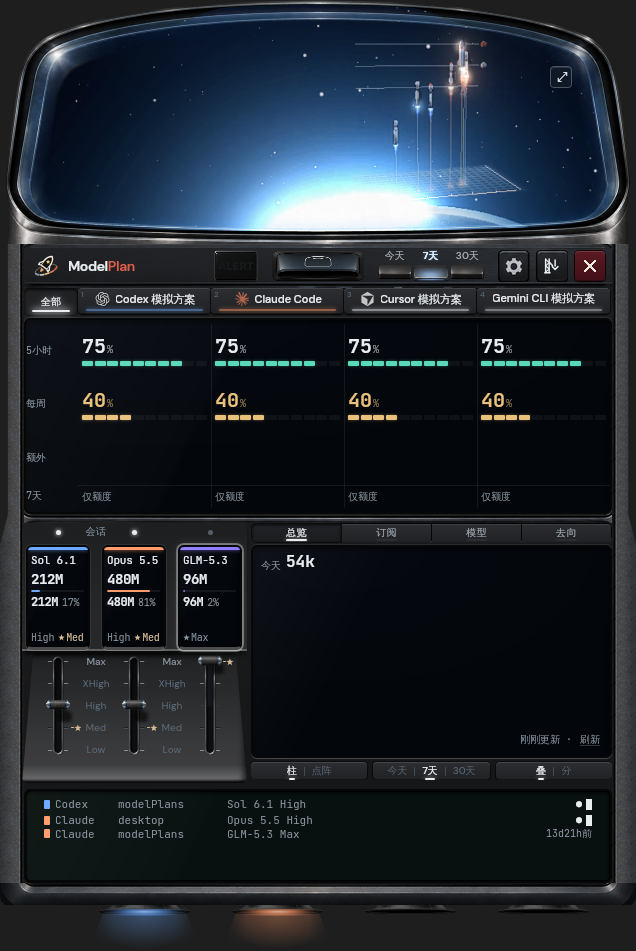 今天 7天 30天
ModelPlan ALERT
全部 1 Codex 模拟方案 2 Claude Code 3 Cursor 模拟方案 4 Gemini CLI 模拟方案
5小时 75% 75% 75% 75%
每周 40% 40% 40% 40%
额外
7天 仅额度 仅额度 仅额度 仅额度
会话 总览 订阅 模型 去向
Sol 6.1 Opus 5.5 GLM-5.3
今天 54k
212M 480M 96M
212M 17% 480M 81% 96M 2%
High ★Med High ★Med ★Max
Max Max ★
XHigh XHigh
High High
★ Med ★ Med
Low Low
刚刚更新 · 刷新
柱 | 点阵 今天 | 7天 | 30天 叠 | 分
Codex modelPlans Sol 6.1 High
Claude desktop Opus 5.5 High
Claude modelPlans GLM-5.3 Max 13d21h前